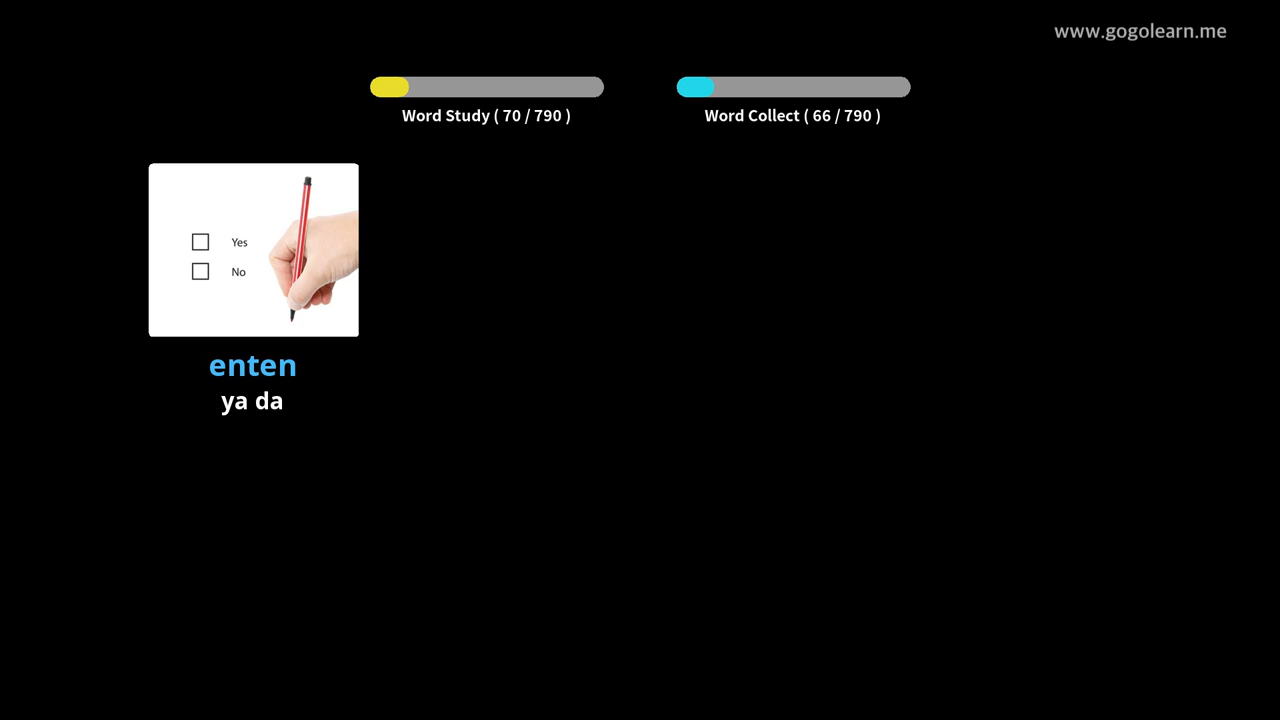 www.gogolearn.me
Word Study ( 70 / 790 )
Word Collect ( 66 / 790 )
Yes
No
enten
ya da